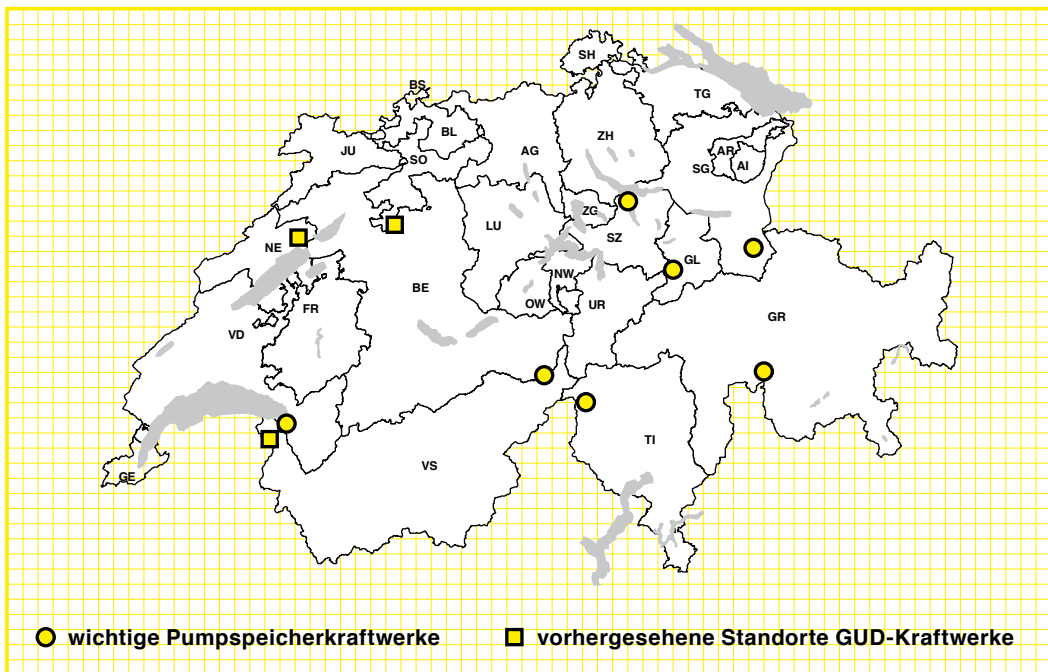 SH
BS
TG
BL
ZH
JU
SO
AG
AR
AI
SG
ZG
LU
SZ
NE
GL
NW
BE
OW
UR
FR
GR
VD
TI
VS
GE
wichtige Pumpspeicherkraftwerke
vorhergesehene Standorte GUD-Kraftwerke